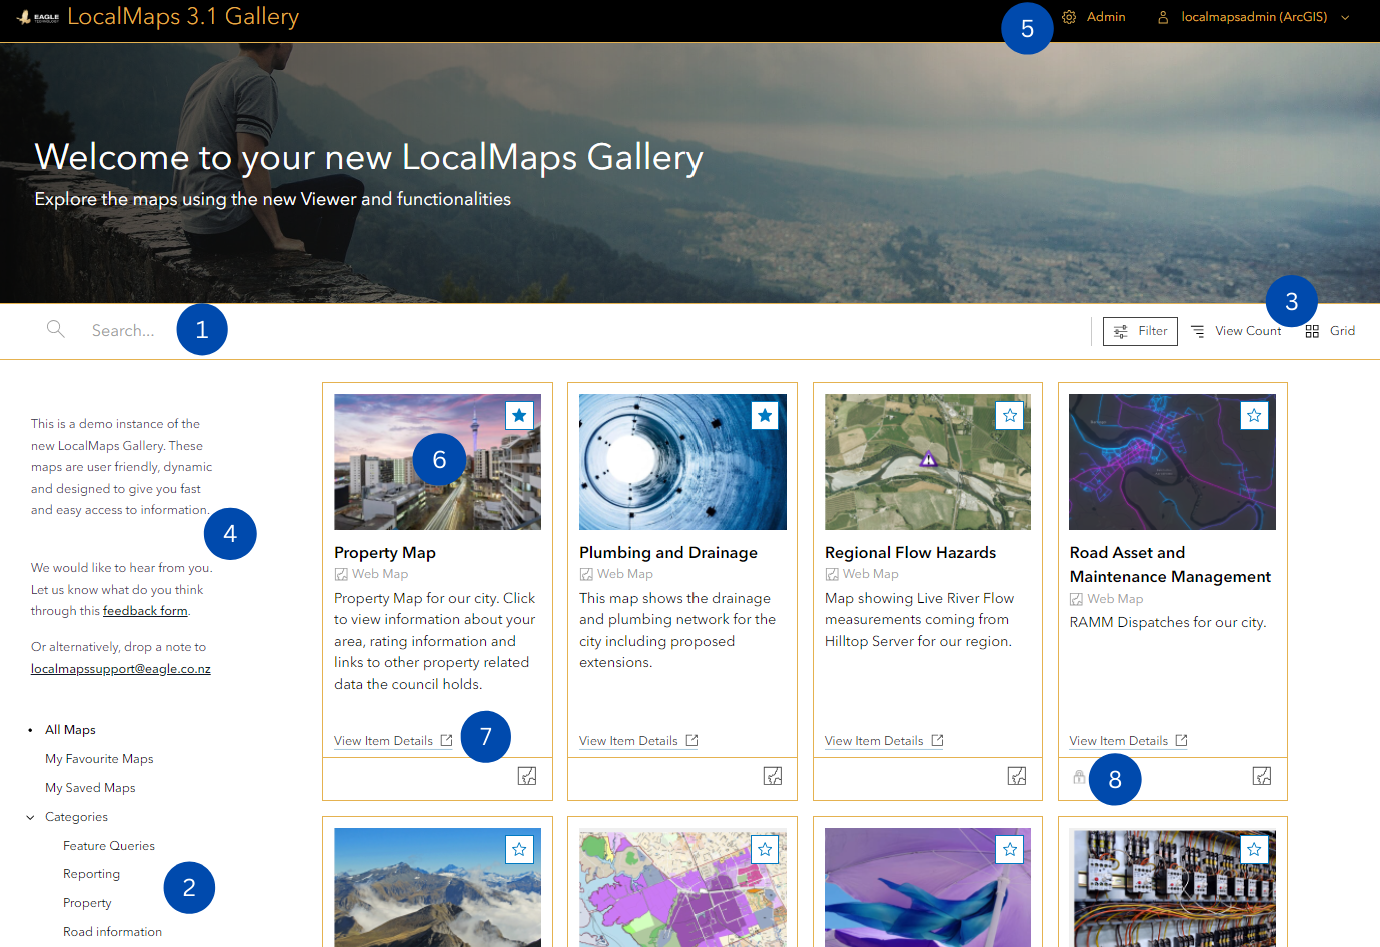 EAGLE
TECHNOLOGY
LocalMaps 3.1 Gallery
5
Admin
localmapsadmin (ArcGIS)
Welcome to your new LocalMaps Gallery
Explore the maps using the new Viewer and functionalities
Search...
1
Filter
View Count
3
Grid
This is a demo instance of the
new LocalMaps Gallery. These
maps are user friendly, dynamic
and designed to give you fast
and easy access to information.
4
We would like to hear from you.
Let us know what do you think
through this feedback form.
Or alternatively, drop a note to
localmapssupport@eagle.co.nz
• All Maps
My Favourite Maps
My Saved Maps
Categories
Feature Queries
Reporting
2
Property
Road information
6
Property Map
Web Map
Property Map for our city. Click
to view information about your
area, rating information and
links to other property related
data the council holds.
View Item Details
7
Plumbing and Drainage
Web Map
This map shows the drainage
and plumbing network for the
city including proposed
extensions.
View Item Details
Regional Flow Hazards
Web Map
Map showing Live River Flow
measurements coming from
Hilltop Server for our region.
View Item Details
Road Asset and
Maintenance Management
Web Map
RAMM Dispatches for our city.
View Item Details
8